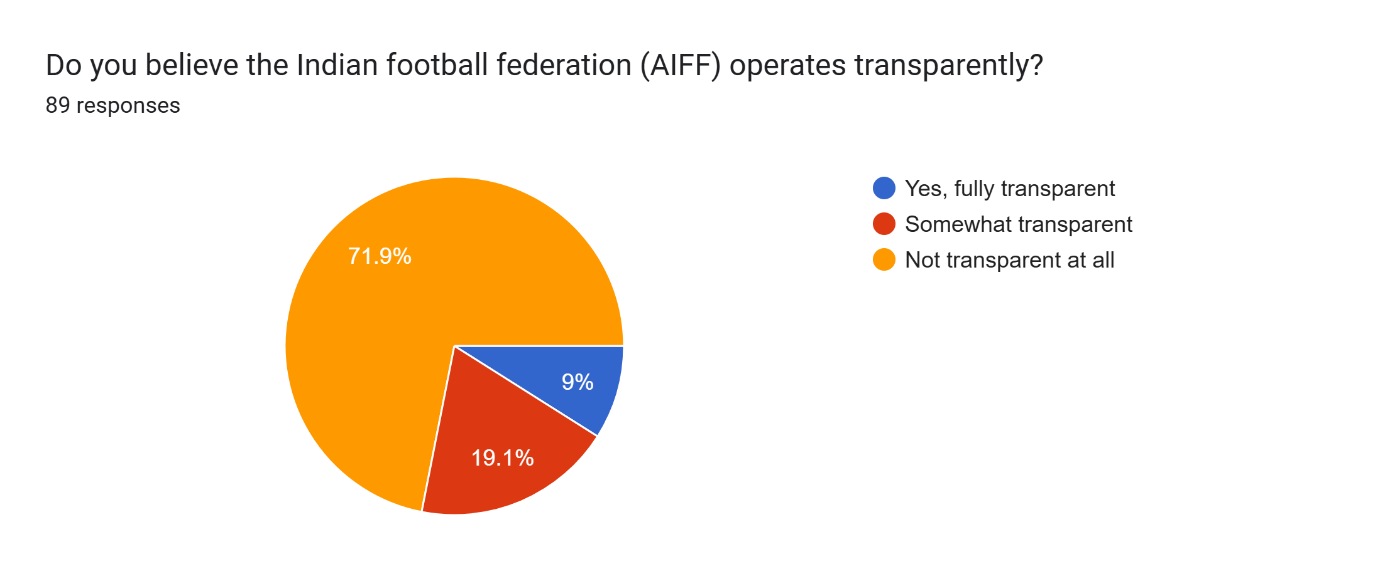 Do you believe the Indian football federation (AIFF) operates transparently?
89 responses
Yes, fully transparent
Somewhat transparent
Not transparent at all
71.9%
9%
19.1%